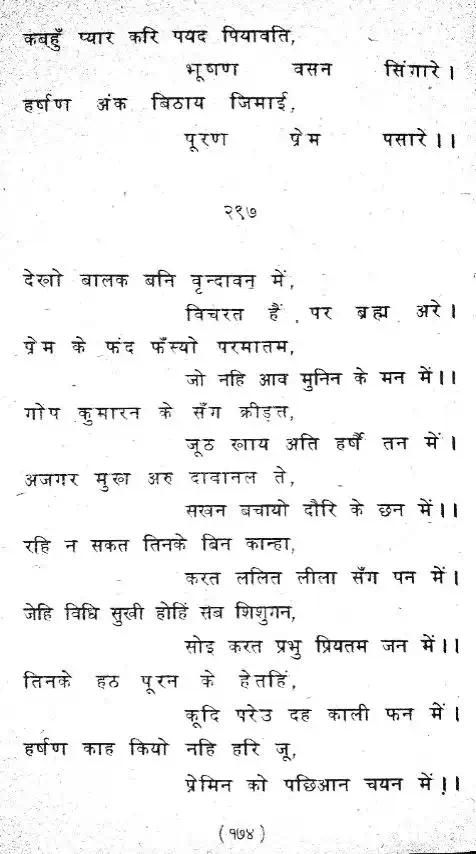 कबहुँ प्यार करि पयद पियावति,
भूषण वसन सिंगारे।
हर्षण अंक बिठाय जिमाई,
पूरण प्रेम पसारे।।
२१७
देखो बालक बनि वृन्दावन में,
विचरत हैं पर ब्रह्म अरे।
प्रेम के फंद फँस्यो परमातम,
जो नहि आव मुनिन के मन में।।
गोप कुमारन के सँग क्रीड़त,
जूठ खाय अति हर्षै तन में।
अजगर मुख अरु दावानल ते,
सखन बचायो दौरि के छन में।।
रहि न सकत तिनके बिन कान्हा,
करत ललित लीला सँग पन में।
जेहि विधि सुखी होहिं सब शिशुगन,
सोइ करत प्रभु प्रियतम जन में।।
तिनके हठ पूरन के हेतहिं,
कूदि परेउ दह काली फन में।
हर्षण काह कियो नहि हरि जू,
प्रेमिन को पछिआन चयन में।।
(१७४)